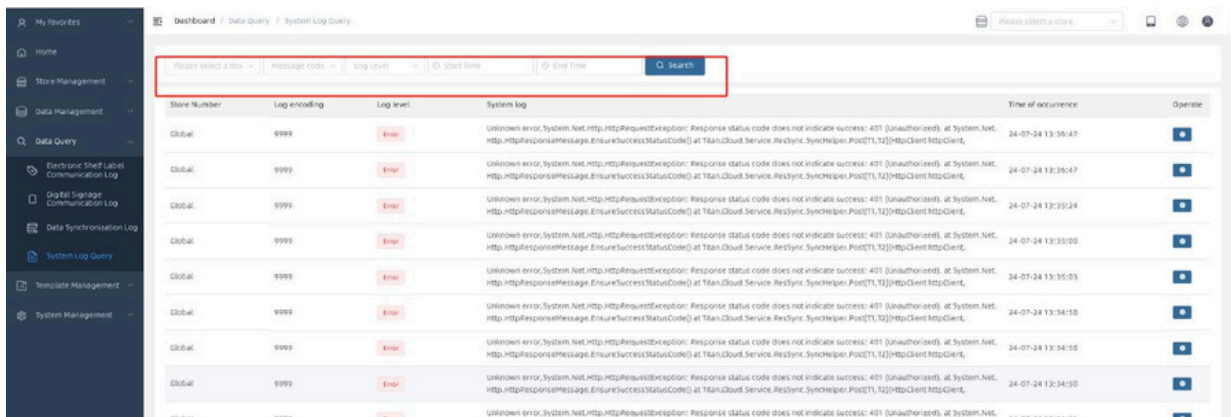 My Favorites
Dashboard / Data Query / System Log Query
Please select a store
Home
Store Management
Data Management
Data Query
Electronic Shelf Label
Communication Log
Digital Signage
Communication Log
Data Synchronization Log
System Log Query
Template Management
System Management
Please select a stor
Message code
Log Level
Start Time
End Time
Search
Store Number Log encoding Log level System log Time of occurrence Operate
Global 9999 Error Unknown error,System.Net.Http.HttpRequestException: Response status code does not indicate success: 401 (Unauthorized). at System.Net.
Http.HttpResponseMessage.EnsureSuccessStatusCode() at Titan.Cloud.Service.ResSync.SyncHelper.Post[T1,T2](HttpClient httpClient, 24-07-24 13:36:47
Global 9999 Error Unknown error,System.Net.Http.HttpRequestException: Response status code does not indicate success: 401 (Unauthorized). at System.Net.
Http.HttpResponseMessage.EnsureSuccessStatusCode() at Titan.Cloud.Service.ResSync.SyncHelper.Post[T1,T2](HttpClient httpClient, 24-07-24 13:36:47
Global 9999 Error Unknown error,System.Net.Http.HttpRequestException: Response status code does not indicate success: 401 (Unauthorized). at System.Net.
Http.HttpResponseMessage.EnsureSuccessStatusCode() at Titan.Cloud.Service.ResSync.SyncHelper.Post[T1,T2](HttpClient httpClient, 24-07-24 13:35:24
Global 9999 Error Unknown error,System.Net.Http.HttpRequestException: Response status code does not indicate success: 401 (Unauthorized). at System.Net.
Http.HttpResponseMessage.EnsureSuccessStatusCode() at Titan.Cloud.Service.ResSync.SyncHelper.Post[T1,T2](HttpClient httpClient, 24-07-24
Global 9999 Error Unknown error,System.Net.Http.HttpRequestException: Response status code does not indicate success: 401 (Unauthorized). at System.Net.
Http.HttpResponseMessage.EnsureSuccessStatusCode() at Titan.Cloud.Service.ResSync.SyncHelper.Post[T1,T2](HttpClient httpClient, 24-07-24 13:35:03
Global 9999 Error Unknown error,System.Net.Http.HttpRequestException: Response status code does not indicate success: 401 (Unauthorized). at System.Net.
Http.HttpResponseMessage.EnsureSuccessStatusCode() at Titan.Cloud.Service.ResSync.SyncHelper.Post[T1,T2](HttpClient httpClient, 24-07-24 13:34:58
Global 9999 Error Unknown error,System.Net.Http.HttpRequestException: Response status code does not indicate success: 401 (Unauthorized). at System.Net.
Http.HttpResponseMessage.EnsureSuccessStatusCode() at Titan.Cloud.Service.ResSync.SyncHelper.Post[T1,T2](HttpClient httpClient, 24-07-24 13:34:58
Global 9999 Error Unknown error,System.Net.Http.HttpRequestException: Response status code does not indicate success: 401 (Unauthorized). at System.Net.
Http.HttpResponseMessage.EnsureSuccessStatusCode() at Titan.Cloud.Service.ResSync.SyncHelper.Post[T1,T2](HttpClient httpClient, 24-07-24 13:34:50
Unknown error,System.Net.Http.HttpRequestException: Response status code does not indicate success: 401 (Unauthorized). at System.Net.